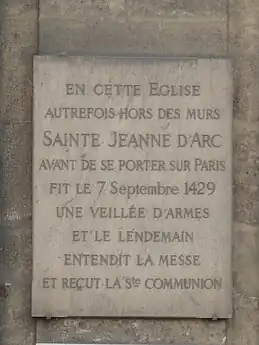 EN CETTE EGLISE
AUTREFOIS HORS DES MURS
SAINTE JEANNE D'ARC
AVANT DE SE PORTER SUR PARIS
FIT LE 7 Septembre 1429
UNE VEILLÉE D'ARMES
ET LE LENDEMAIN
ENTENDIT LA MESSE
ET REÇUT LA Ste COMMUNION